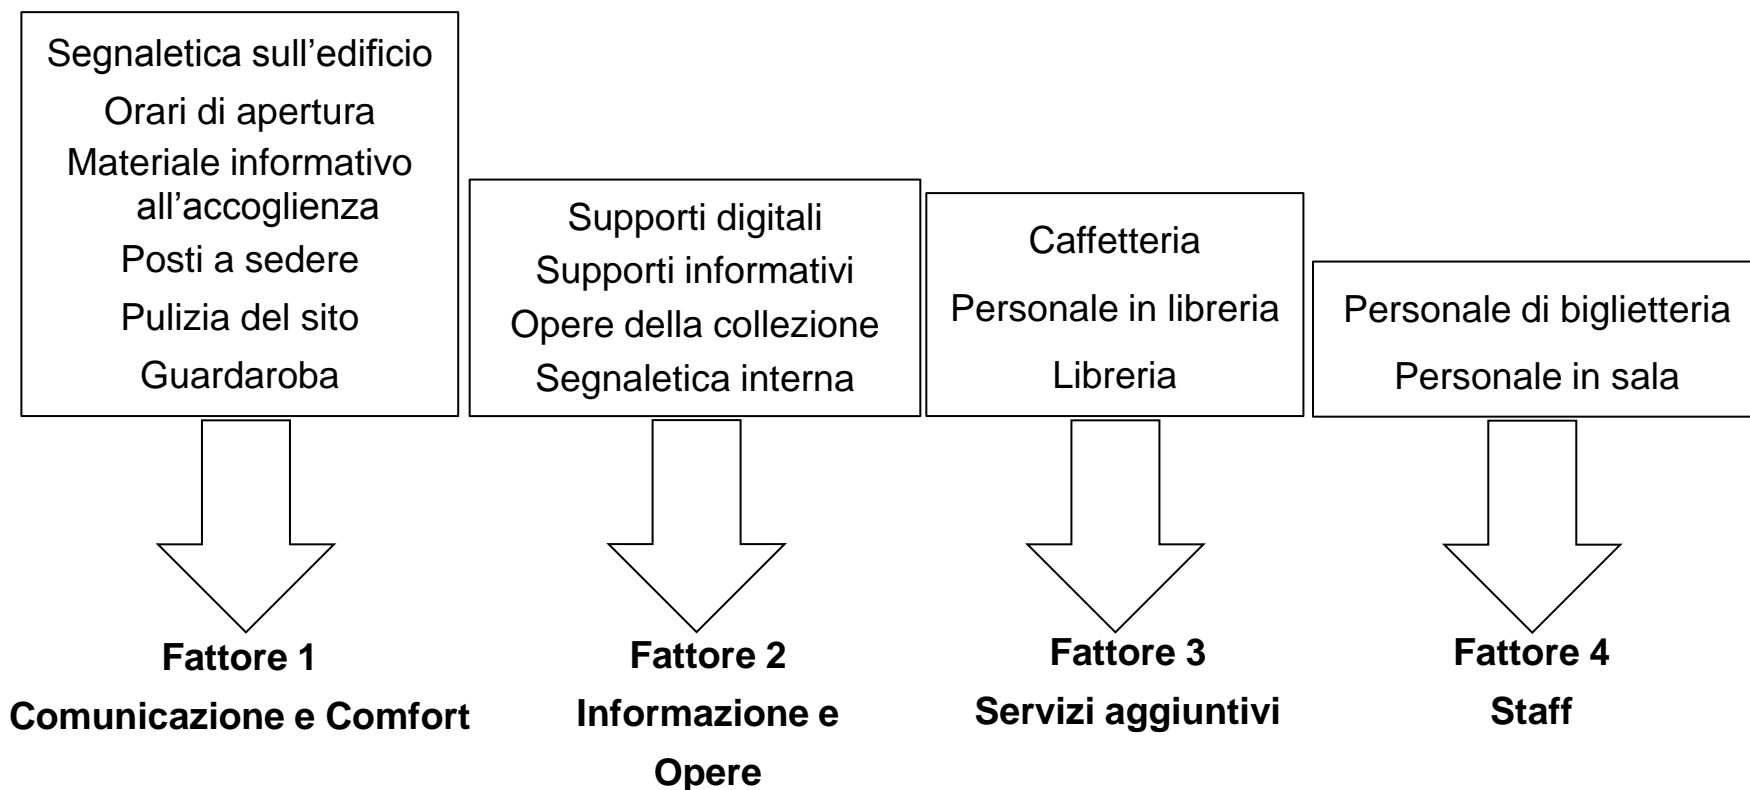 Segnaletica sull’edificio
Orari di apertura
Materiale informativo
all’accoglienza
Posti a sedere
Pulizia del sito
Guardaroba
Supporti digitali
Supporti informativi
Opere della collezione
Segnaletica interna
Caffetteria
Personale in libreria
Libreria
Personale di biglietteria
Personale in sala
Fattore 1
Comunicazione e Comfort
Fattore 2
Informazione e
Opere
Fattore 3
Servizi aggiuntivi
Fattore 4
Staff